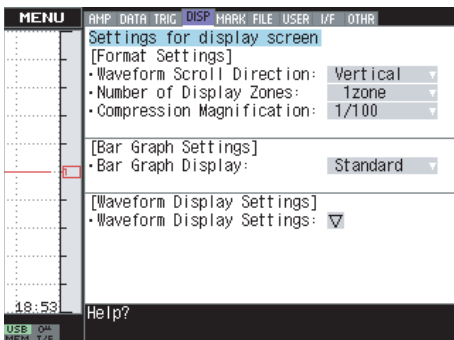 MENU AMP DATA TRIG DISP MARK FILE USER I/F OTHR
Settings for display screen
[Format Settings]
・Waveform Scroll Direction: Vertical
・Number of Display Zones: 1zone
・Compression Magnification: 1/100
[Bar Graph Settings]
・Bar Graph Display: Standard
[Waveform Display Settings]
・Waveform Display Settings: ▽
1
18:53
Help?
USB
MEM I/F